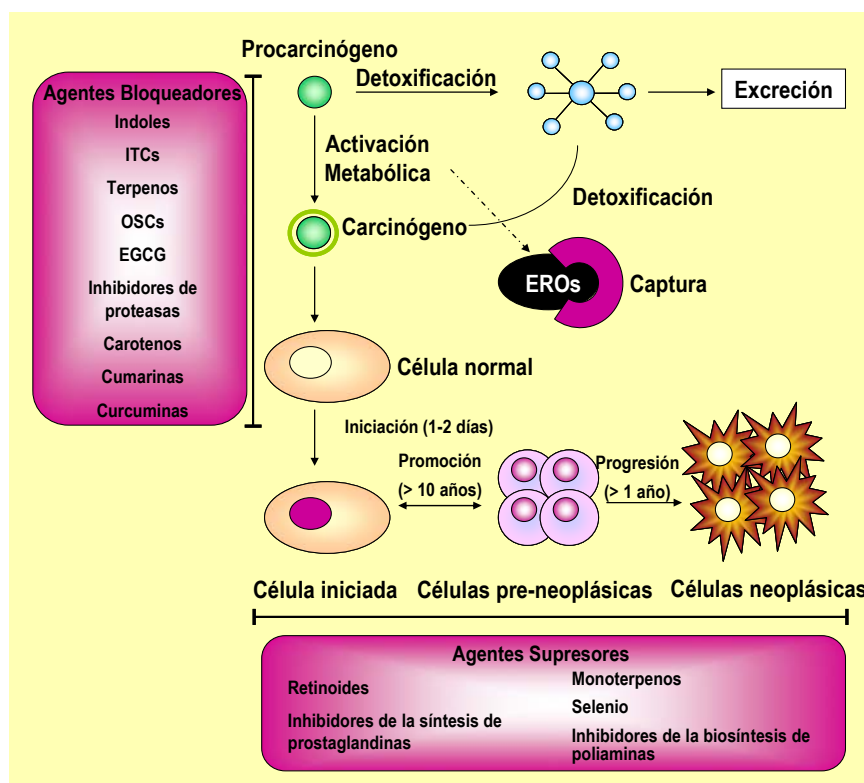 Procarcinógeno
Detoxificación
Excreción
Agentes Bloqueadores
Indoles
ITCs
Terpenos
OSCs
EGCG
Inhibidores de
proteasas
Carotenos
Cumarinas
Curcuminas
Activación
Metabólica
Detoxificación
Carcinógeno
EROs
Captura
Célula normal
Iniciación (1-2 días)
Promoción
(> 10 años)
Progresión
(> 1 año)
Célula iniciada
Células pre-neoplásicas
Células neoplásicas
Agentes Supresores
Retinoides
Inhibidores de la síntesis de
prostaglandinas
Monoterpenos
Selenio
Inhibidores de la biosíntesis de
poliaminas